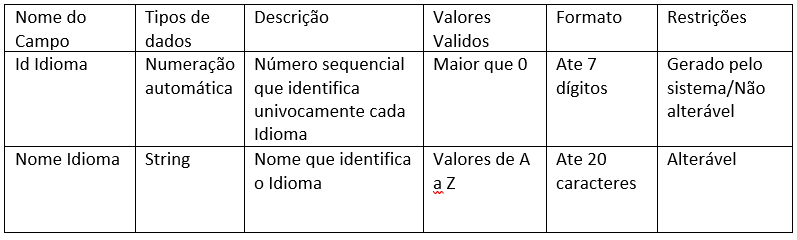 Nome do Campo | Tipos de dados | Descrição | Valores Validos | Formato | Restrições
Id Idioma | Numeração automática | Número sequencial que identifica univocamente cada Idioma | Maior que 0 | Ate 7 dígitos | Gerado pelo sistema/Não alterável
Nome Idioma | String | Nome que identifica o Idioma | Valores de A a Z | Ate 20 caracteres | Alterável